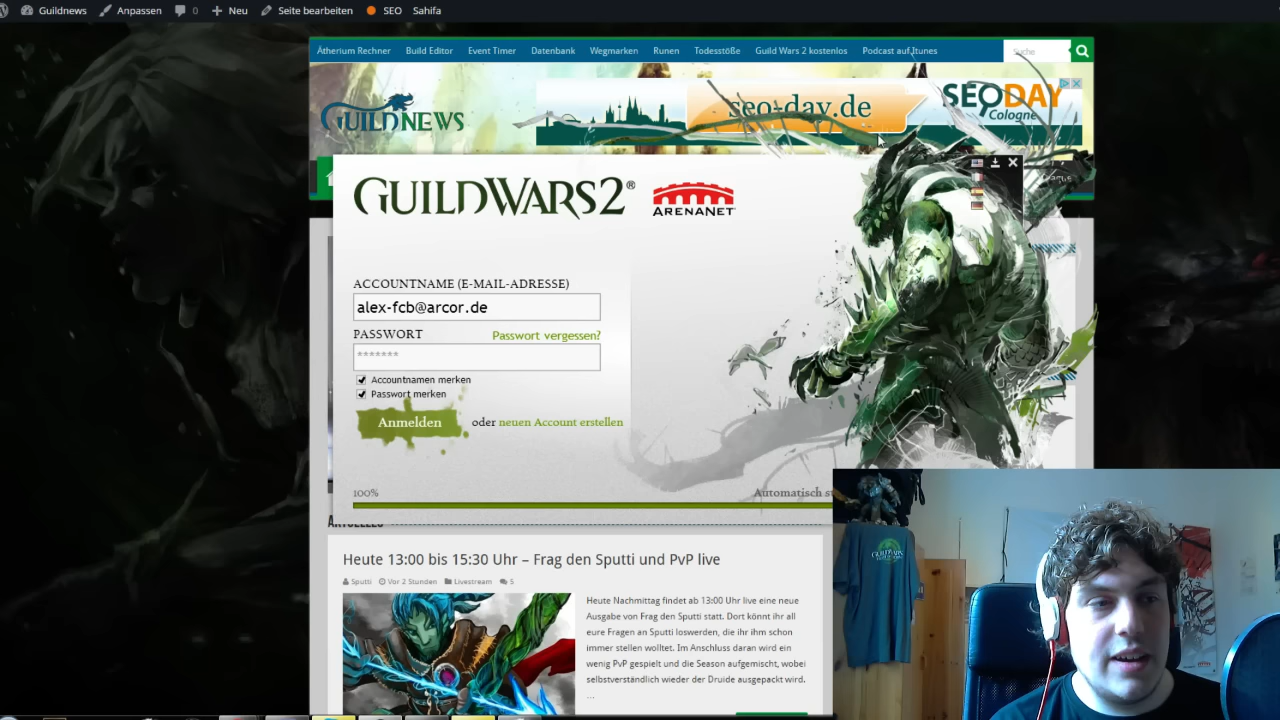 Guildnews Anpassen 0 Neu Seite bearbeiten SEO Sahifa
Ätherium Rechner Build Editor Event Timer Datenbank Wegmarken Runen Todesstöße Guild Wars 2 kostenlos Podcast auf Itunes Suche
GUILDNEWS
seo-day.de
SEODAY
Cologne
GUILDWARS2®
ARENANET
ACCOUNTNAME (E-MAIL-ADRESSE)
alex-fcb@arcor.de
PASSWORT Passwort vergessen?
*******
Accountnamen merken
Passwort merken
Anmelden oder neuen Account erstellen
100% Automatisch
AKTUELLES
Heute 13:00 bis 15:30 Uhr – Frag den Sputti und PvP live
Sputti Vor 2 Stunden Livestream 5
Heute Nachmittag findet ab 13:00 Uhr live eine neue
Ausgabe von Frag den Sputti statt. Dort könnt ihr all
eure Fragen an Sputti loswerden, die ihr ihm schon
immer stellen wolltet. Im Anschluss daran wird ein
wenig PvP gespielt und die Season aufgemischt, wobei
selbstverständlich wieder der Druide ausgepackt wird.
...